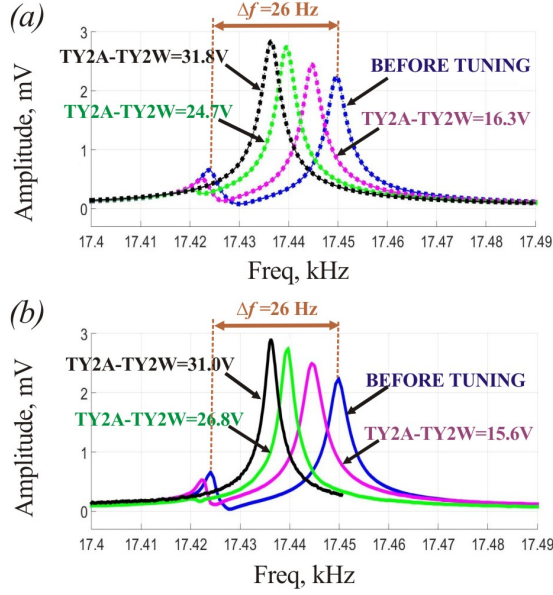 (a)
Δf=26 Hz
TY2A-TY2W=31.8V
BEFORE TUNING
TY2A-TY2W=24.7V
TY2A-TY2W=16.3V
Amplitude, mV
3
2
1
0
17.4 17.41 17.42 17.43 17.44 17.45 17.46 17.47 17.48 17.49
Freq, kHz
(b)
Δf=26 Hz
TY2A-TY2W=31.0V
BEFORE TUNING
TY2A-TY2W=26.8V
TY2A-TY2W=15.6V
Amplitude, mV
3
2
1
0
17.4 17.41 17.42 17.43 17.44 17.45 17.46 17.47 17.48 17.49
Freq, kHz